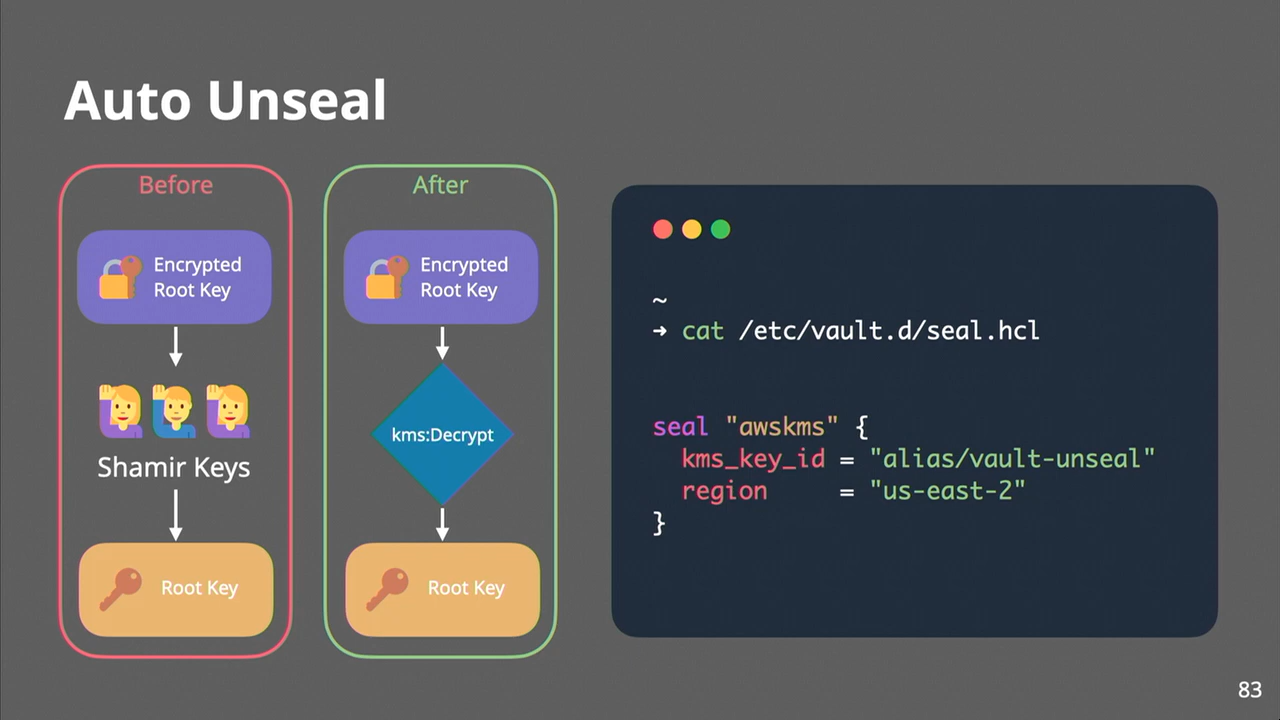 Auto Unseal
Before
Encrypted
Root Key
Shamir Keys
Root Key
After
Encrypted
Root Key
kms:Decrypt
Root Key
~
➜ cat /etc/vault.d/seal.hcl
seal "awskms" {
  kms_key_id = "alias/vault-unseal"
  region     = "us-east-2"
}
83